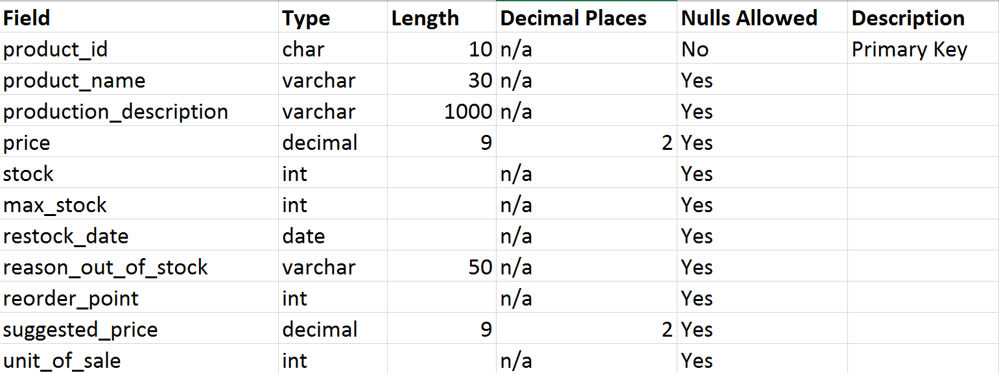 Field Type Length Decimal Places Nulls Allowed Description
product_id char 10 n/a No Primary Key
product_name varchar 30 n/a Yes
production_description varchar 1000 n/a Yes
price decimal 9 2 Yes
stock int n/a Yes
max_stock int n/a Yes
restock_date date n/a Yes
reason_out_of_stock varchar 50 n/a Yes
reorder_point int n/a Yes
suggested_price decimal 9 2 Yes
unit_of_sale int n/a Yes